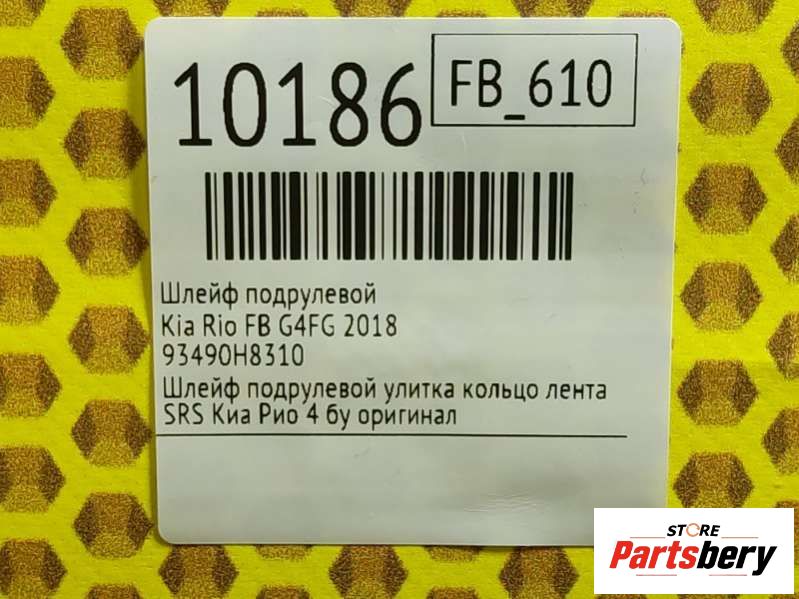 10186
FB_610
Шлейф подрулевой
Kia Rio FB G4FG 2018
93490H8310
Шлейф подрулевой улитка кольцо лента
SRS Киа Рио 4 бу оригинал
STORE
Partsbery